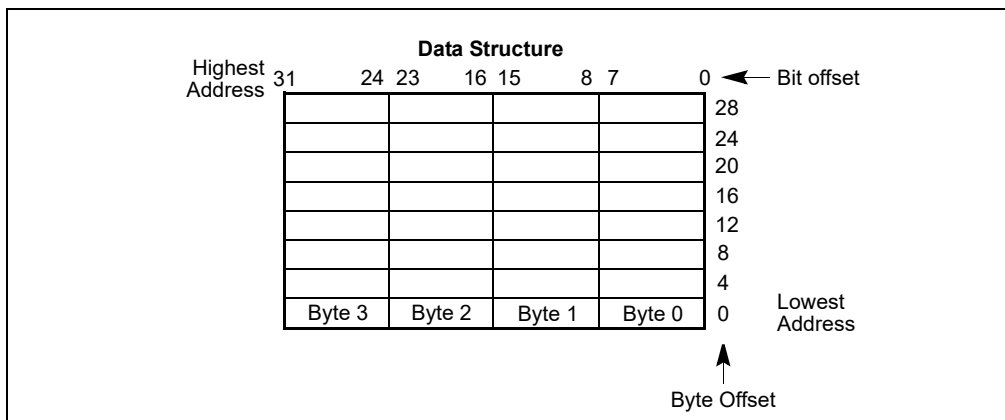 Data Structure
Highest
Address
31 24 23 16 15 8 7 0
Bit offset
28
24
20
16
12
8
4
Byte 3 Byte 2 Byte 1 Byte 0 0
Lowest
Address
Byte Offset